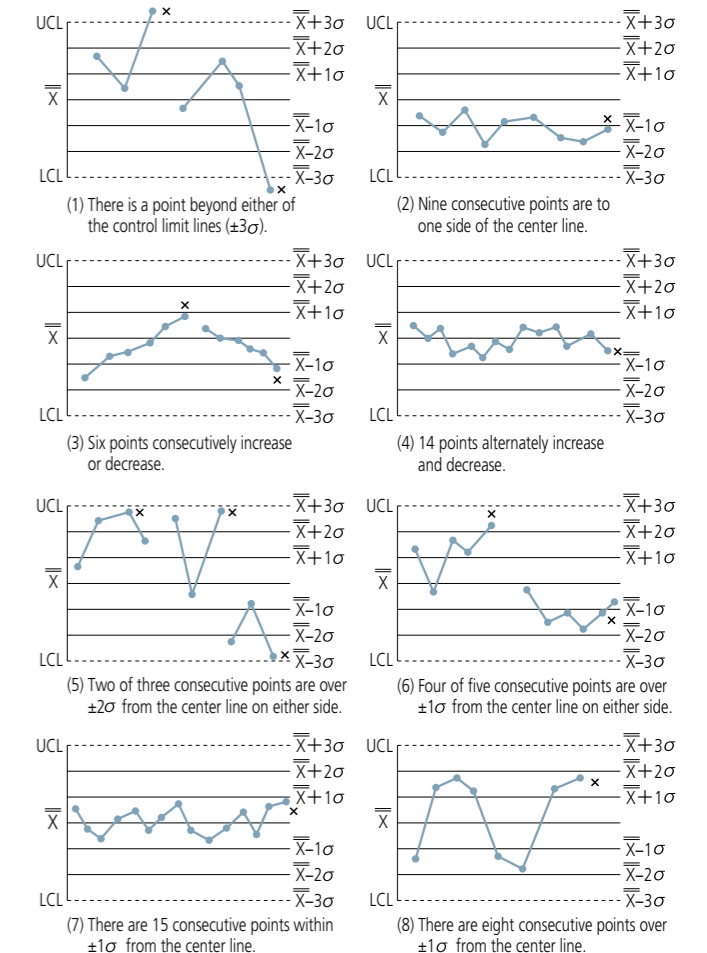 UCL
X̿+3σ
X̿+2σ
X̿+1σ
X̿
X̿–1σ
X̿–2σ
LCL
X̿–3σ
(1) There is a point beyond either of
the control limit lines (±3σ).
UCL
X̿+3σ
X̿+2σ
X̿+1σ
X̿
X̿–1σ
X̿–2σ
LCL
X̿–3σ
(2) Nine consecutive points are to
one side of the center line.
UCL
X̿+3σ
X̿+2σ
X̿+1σ
X̿
X̿–1σ
X̿–2σ
LCL
X̿–3σ
(3) Six points consecutively increase
or decrease.
UCL
X̿+3σ
X̿+2σ
X̿+1σ
X̿
X̿–1σ
X̿–2σ
LCL
X̿–3σ
(4) 14 points alternately increase
and decrease.
UCL
X̿+3σ
X̿+2σ
X̿+1σ
X̿
X̿–1σ
X̿–2σ
LCL
X̿–3σ
(5) Two of three consecutive points are over
±2σ from the center line on either side.
UCL
X̿+3σ
X̿+2σ
X̿+1σ
X̿
X̿–1σ
X̿–2σ
LCL
X̿–3σ
(6) Four of five consecutive points are over
±1σ from the center line on either side.
UCL
X̿+3σ
X̿+2σ
X̿+1σ
X̿
X̿–1σ
X̿–2σ
LCL
X̿–3σ
(7) There are 15 consecutive points within
±1σ from the center line.
UCL
X̿+3σ
X̿+2σ
X̿+1σ
X̿
X̿–1σ
X̿–2σ
LCL
X̿–3σ
(8) There are eight consecutive points over
±1σ from the center line.